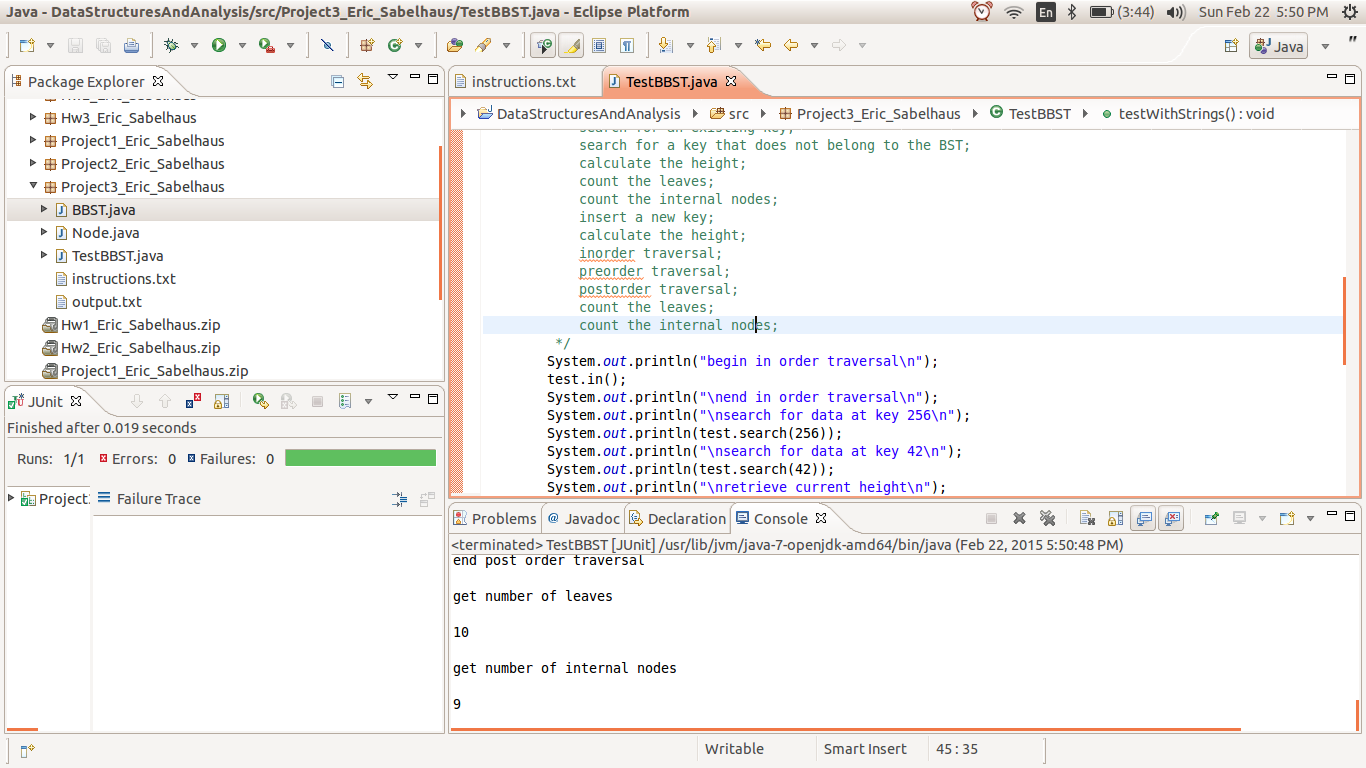 Java - DataStructuresAndAnalysis/src/Project3_Eric_Sabelhaus/TestBBST.java - Eclipse Platform
En (3:44) Sun Feb 22 5:50 PM
Java
Package Explorer
Hw3_Eric_Sabelhaus
Project1_Eric_Sabelhaus
Project2_Eric_Sabelhaus
Project3_Eric_Sabelhaus
BBST.java
Node.java
TestBBST.java
instructions.txt
output.txt
Hw1_Eric_Sabelhaus.zip
Hw2_Eric_Sabelhaus.zip
Project1_Eric_Sabelhaus.zip
JUnit
Finished after 0.019 seconds
Runs: 1/1 Errors: 0 Failures: 0
Project
Failure Trace
instructions.txt TestBBST.java
DataStructuresAndAnalysis src Project3_Eric_Sabelhaus TestBBST testWithStrings() : void
search for an existing key;
search for a key that does not belong to the BST;
calculate the height;
count the leaves;
count the internal nodes;
insert a new key;
calculate the height;
inorder traversal;
preorder traversal;
postorder traversal;
count the leaves;
count the internal nodes;
*/
System.out.println("begin in order traversal\n");
test.in();
System.out.println("\nend in order traversal\n");
System.out.println("\nsearch for data at key 256\n");
System.out.println(test.search(256));
System.out.println("\nsearch for data at key 42\n");
System.out.println(test.search(42));
System.out.println("\nretrieve current height\n");
Problems @ Javadoc Declaration Console
<terminated> TestBBST [JUnit] /usr/lib/jvm/java-7-openjdk-amd64/bin/java (Feb 22, 2015 5:50:48 PM)
end post order traversal
get number of leaves
10
get number of internal nodes
9
Writable Smart Insert 45 : 35